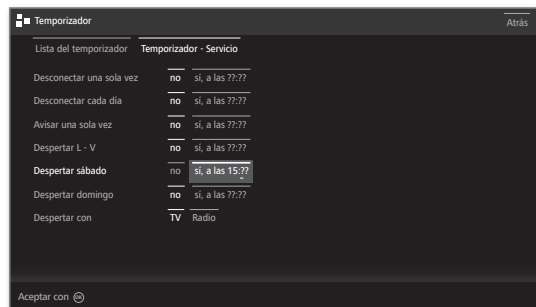 Temporizador Atrás
Lista del temporizador Temporizador - Servicio
Desconectar una sola vez no sí, a las ??:??
Desconectar cada día no sí, a las ??:??
Avisar una sola vez no sí, a las ??:??
Despertar L - V no sí, a las ??:??
Despertar sábado no sí, a las 15:??
Despertar domingo no sí, a las ??:??
Despertar con TV Radio
Aceptar con OK